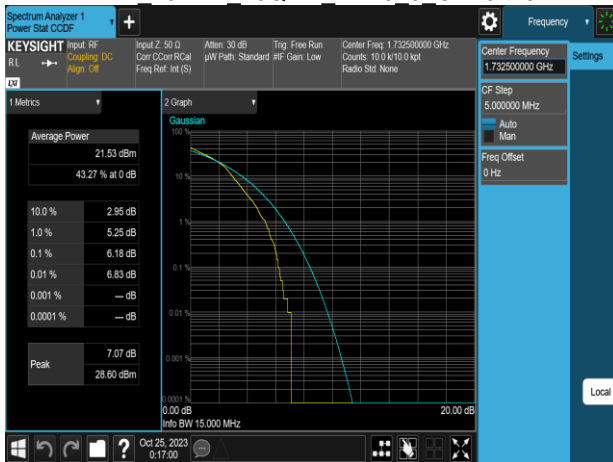 Spectrum Analyzer 1
Power Stat CCDF
+
Frequency
KEYSIGHT
RL
LXI
Input: RF
Coupling: DC
Align: Off
Input Z: 50 Ω
Corr CCorr RCal
Freq Ref: Int (S)
Atten: 30 dB
µW Path: Standard
Trig: Free Run
#IF Gain: Low
Center Freq: 1.732500000 GHz
Counts: 10.0 k/10.0 kpt
Radio Std: None
Center Frequency
1.732500000 GHz
Settings
CF Step
5.000000 MHz
Auto
Man
Freq Offset
0 Hz
1 Metrics
Average Power
21.53 dBm
43.27 % at 0 dB
10.0 % 2.95 dB
1.0 % 5.25 dB
0.1 % 6.18 dB
0.01 % 6.83 dB
0.001 % --- dB
0.0001 % --- dB
Peak
7.07 dB
28.60 dBm
2 Graph
Gaussian
100 %
10 %
1 %
0.1 %
0.01 %
0.001 %
0.0001 %
0.00 dB 20.00 dB
Info BW 15.000 MHz
Local
?
Oct 25, 2023
0:17:00